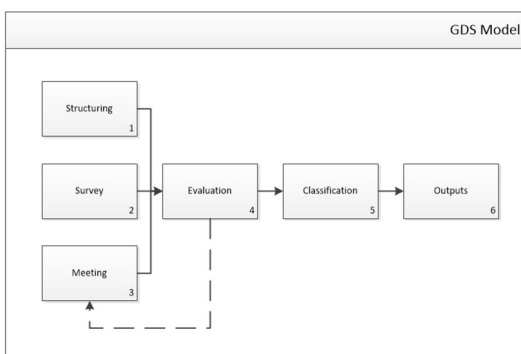 GDS Model
Structuring
1
Survey
2
Evaluation
4
Classification
5
Outputs
6
Meeting
3